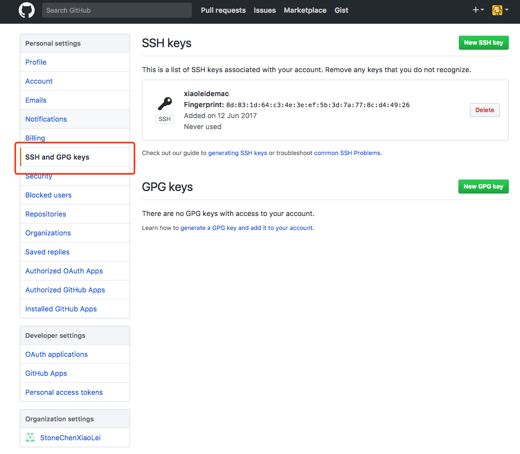 Search GitHub
Pull requests Issues Marketplace Gist
Personal settings
Profile
Account
Emails
Notifications
Billing
SSH and GPG keys
Security
Blocked users
Repositories
Organizations
Saved replies
Authorized OAuth Apps
Authorized GitHub Apps
Installed GitHub Apps
Developer settings
OAuth applications
GitHub Apps
Personal access tokens
Organization settings
StoneChenXiaoLei
SSH keys
New SSH key
This is a list of SSH keys associated with your account. Remove any keys that you do not recognize.
SSH
xiaoleidemac
Fingerprint: 8d:83:1d:64:c3:4e:3e:ef:5b:3d:7a:77:8c:d4:49:26
Added on 12 Jun 2017
Never used
Delete
Check out our guide to generating SSH keys or troubleshoot common SSH Problems.
GPG keys
New GPG key
There are no GPG keys with access to your account.
Learn how to generate a GPG key and add it to your account.